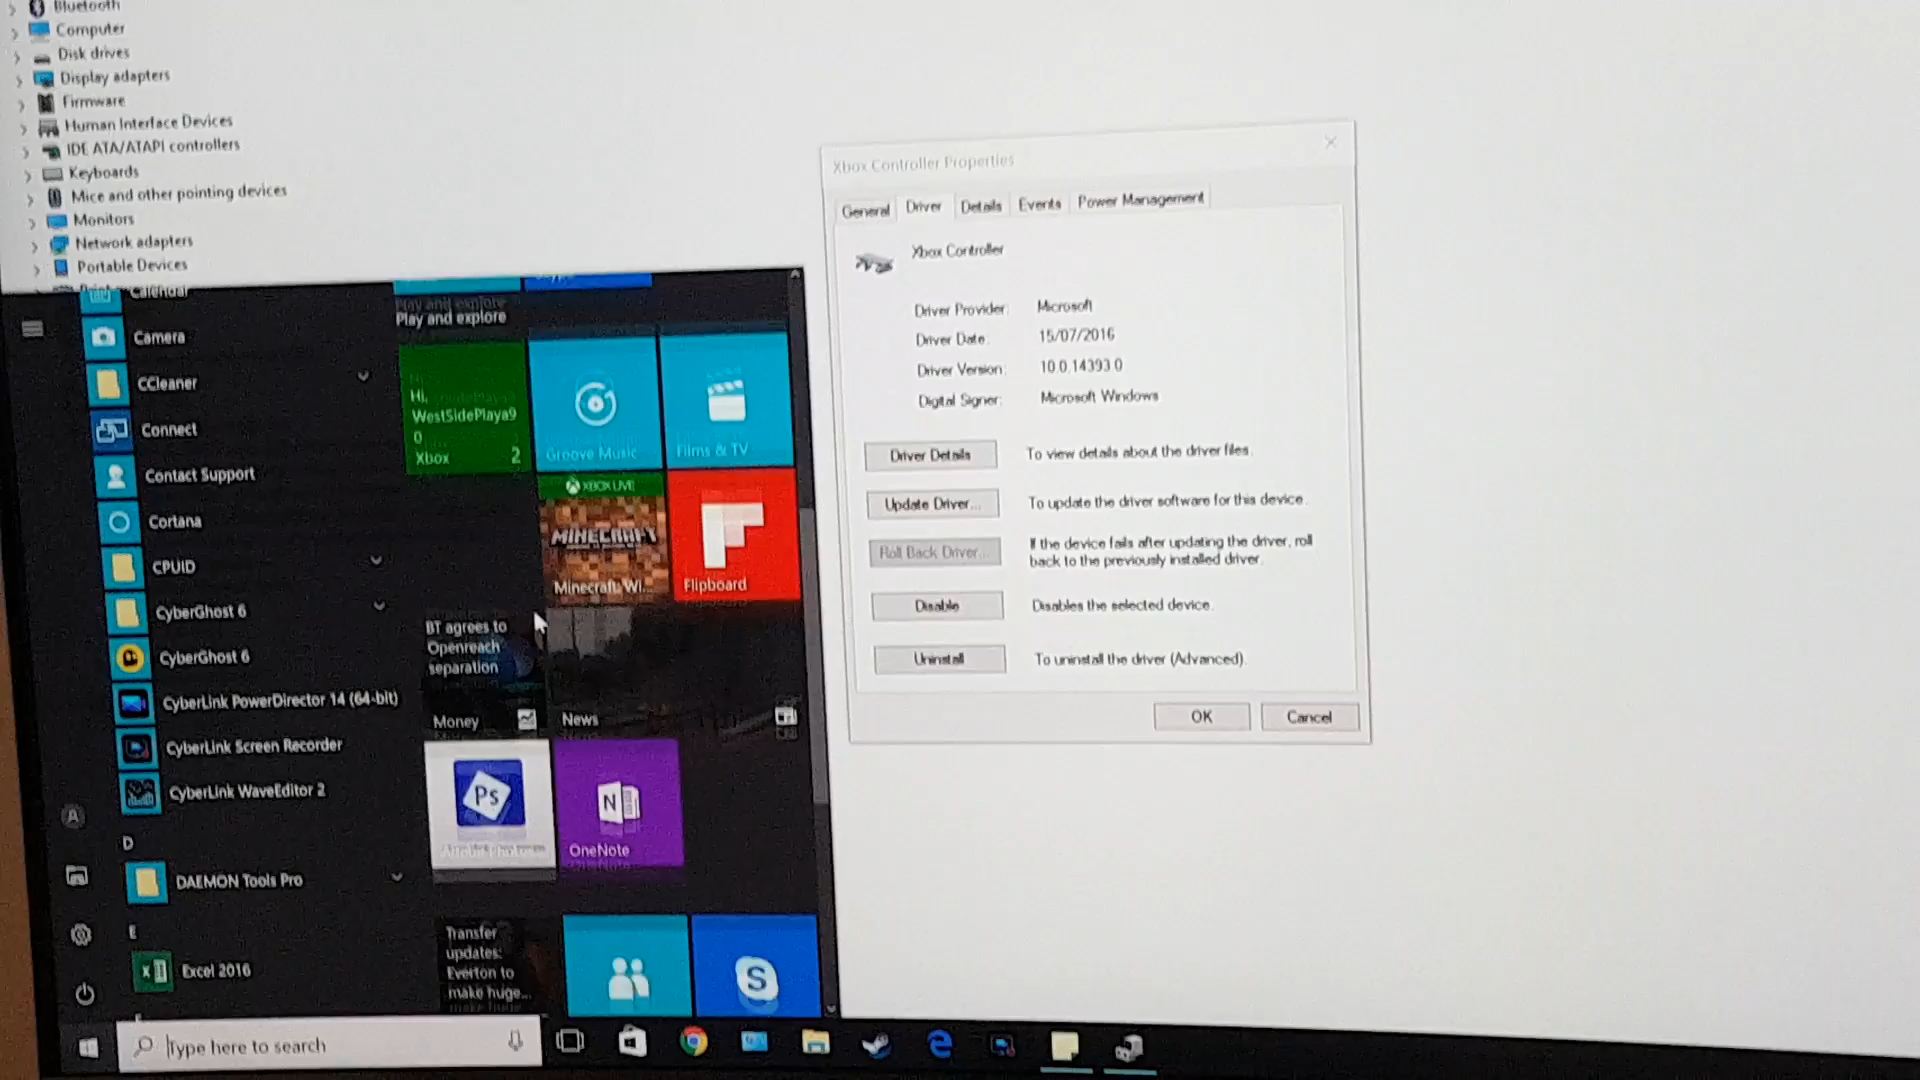 Bluetooth
Computer
Disk drives
Display adapters
Firmware
Human Interface Devices
IDE ATA/ATAPI controllers
Keyboards
Mice and other pointing devices
Monitors
Network adapters
Portable Devices
Calendar
Camera
CCleaner
Connect
Contact Support
Cortana
CPUID
CyberGhost 6
CyberGhost 6
CyberLink PowerDirector 14 (64-bit)
CyberLink Screen Recorder
CyberLink WaveEditor 2
D
DAEMON Tools Pro
E
Excel 2016
Play and explore
Hi,
WestSidePlaya9
0
Xbox 2
Groove Music
Films & TV
XBOX LIVE
MINECRAFT
Minecraft: Wi...
Flipboard
BT agrees to
Openreach
separation
Money
News
Ps
N
OneNote
Transfer
updates:
Everton to
make huge...
S
Type here to search
Xbox Controller Properties
General Driver Details Events Power Management
Xbox Controller
Driver Provider: Microsoft
Driver Date: 15/07/2016
Driver Version: 10.0.14393.0
Digital Signer: Microsoft Windows
Driver Details To view details about the driver files.
Update Driver... To update the driver software for this device.
Roll Back Driver... If the device fails after updating the driver, roll
back to the previously installed driver.
Disable Disables the selected device.
Uninstall To uninstall the driver (Advanced).
OK Cancel